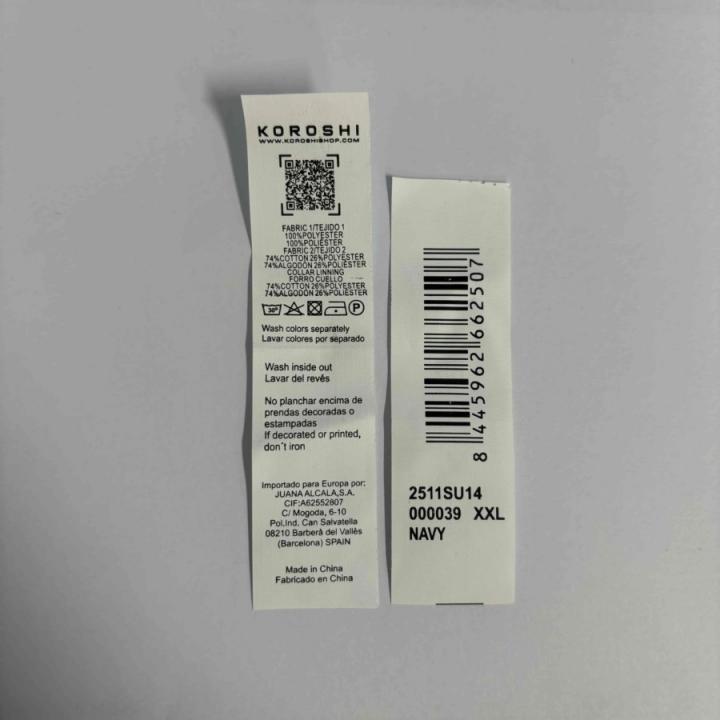 KOROSHI
WWW.KOROSHISHOP.COM
FABRIC 1/TEJIDO 1
100%POLYESTER
100%POLIÉSTER
FABRIC 2/TEJIDO 2
74%COTTON 26%POLYESTER
74%ALGODÓN 26%POLIÉSTER
COLLAR LINNING
FORRO CUELLO
74%COTTON 26%POLYESTER
74%ALGODÓN 26%POLIÉSTER
30° P
Wash colors separately
Lavar colores por separado
Wash inside out
Lavar del revés
No planchar encima de
prendas decoradas o
estampadas
If decorated or printed,
don´t iron
Importado para Europa por:
JUANA ALCALA,S.A.
CIF:A62552807
C/ Mogoda, 6-10
Pol.Ind. Can Salvatella
08210 Barberà del Vallès
(Barcelona) SPAIN
Made in China
Fabricado en China
8 445962 662507
2511SU14
000039 XXL
NAVY